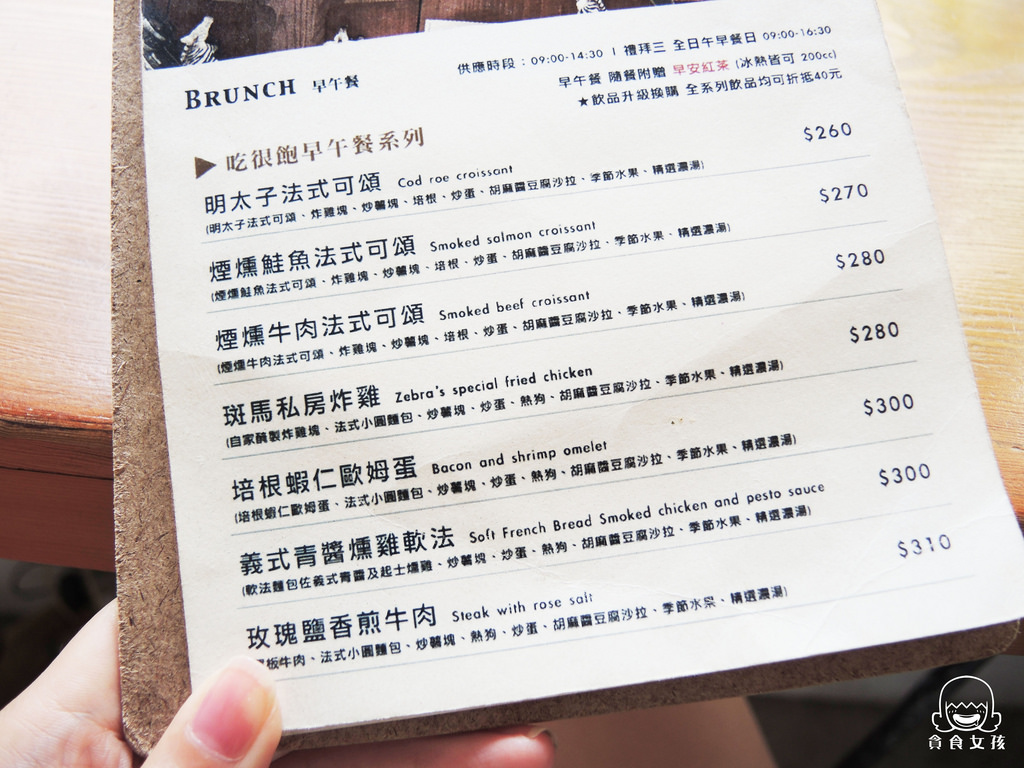 BRUNCH 早午餐
供應時段：09:00-14:30 | 禮拜三 全日午早餐日 09:00-16:30
早午餐 隨餐附贈 早安紅茶 (冰熱皆可 200cc)
★飲品升級換購 全系列飲品均可折抵40元
▶ 吃很飽早午餐系列
明太子法式可頌 Cod roe croissant $260
(明太子法式可頌、炸雞塊、炒薯塊、培根、炒蛋、胡麻醬豆腐沙拉、季節水果、精選濃湯)
煙燻鮭魚法式可頌 Smoked salmon croissant $270
(煙燻鮭魚法式可頌、炸雞塊、炒薯塊、培根、炒蛋、胡麻醬豆腐沙拉、季節水果、精選濃湯)
煙燻牛肉法式可頌 Smoked beef croissant $280
(煙燻牛肉法式可頌、炸雞塊、炒薯塊、培根、炒蛋、胡麻醬豆腐沙拉、季節水果、精選濃湯)
斑馬私房炸雞 Zebra's special fried chicken $280
(自家醃製炸雞塊、法式小圓麵包、炒薯塊、炒蛋、熱狗、胡麻醬豆腐沙拉、季節水果、精選濃湯)
培根蝦仁歐姆蛋 Bacon and shrimp omelet $300
(培根蝦仁歐姆蛋、法式小圓麵包、炒薯塊、炒蛋、熱狗、胡麻醬豆腐沙拉、季節水果、精選濃湯)
義式青醬燻雞軟法 Soft French Bread Smoked chicken and pesto sauce $300
(軟法麵包佐義式青醬及起士燻雞、炒薯塊、炒蛋、熱狗、胡麻醬豆腐沙拉、季節水果、精選濃湯)
玫瑰鹽香煎牛肉 Steak with rose salt $310
板牛肉、法式小圓麵包、炒薯塊、熱狗、炒蛋、胡麻醬豆腐沙拉、季節水果、精選濃湯)
貪食女孩